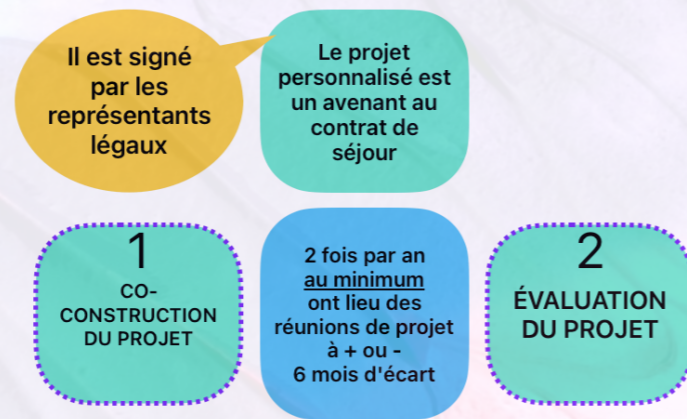 Il est signé
par les
représentants
légaux
Le projet
personnalisé est
un avenant au
contrat de
séjour
1
CO-
CONSTRUCTION
DU PROJET
2 fois par an
au minimum
ont lieu des
réunions de projet
à + ou -
6 mois d'écart
2
ÉVALUATION
DU PROJET